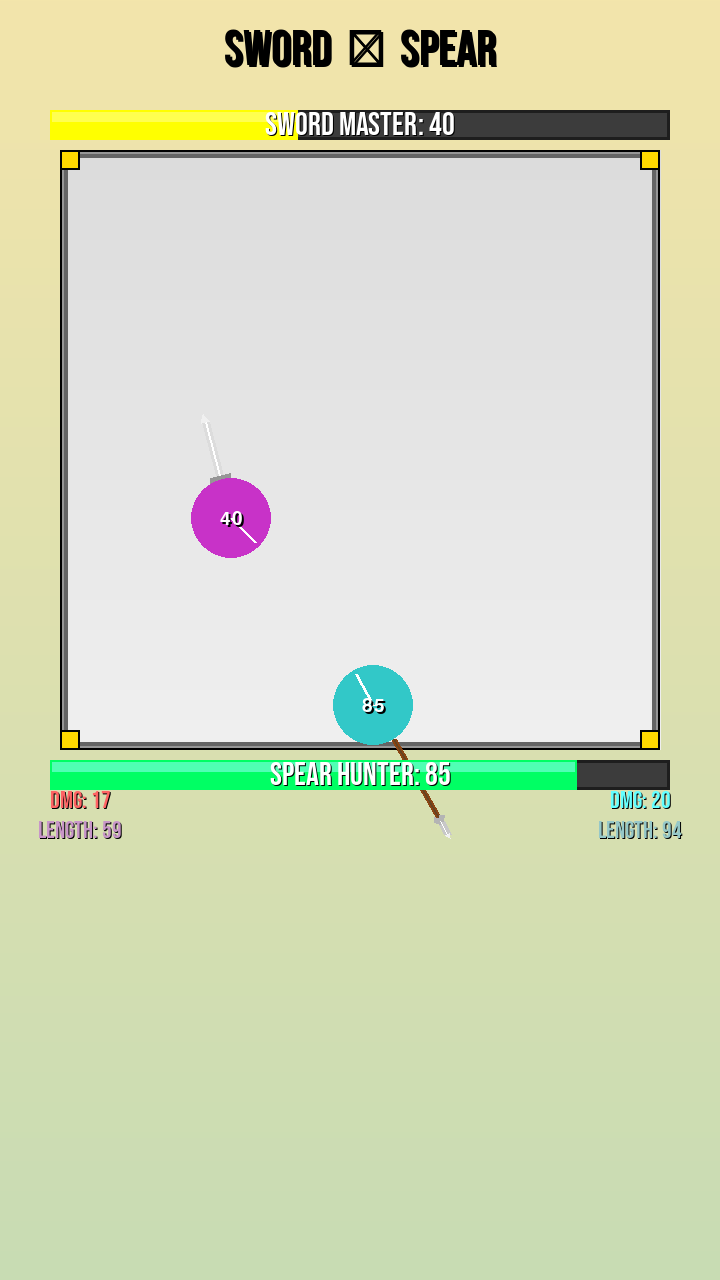 SWORD ☒ SPEAR
SWORD MASTER: 40
40
85
SPEAR HUNTER: 85
DMG: 17
DMG: 20
LENGTH: 59
LENGTH: 94